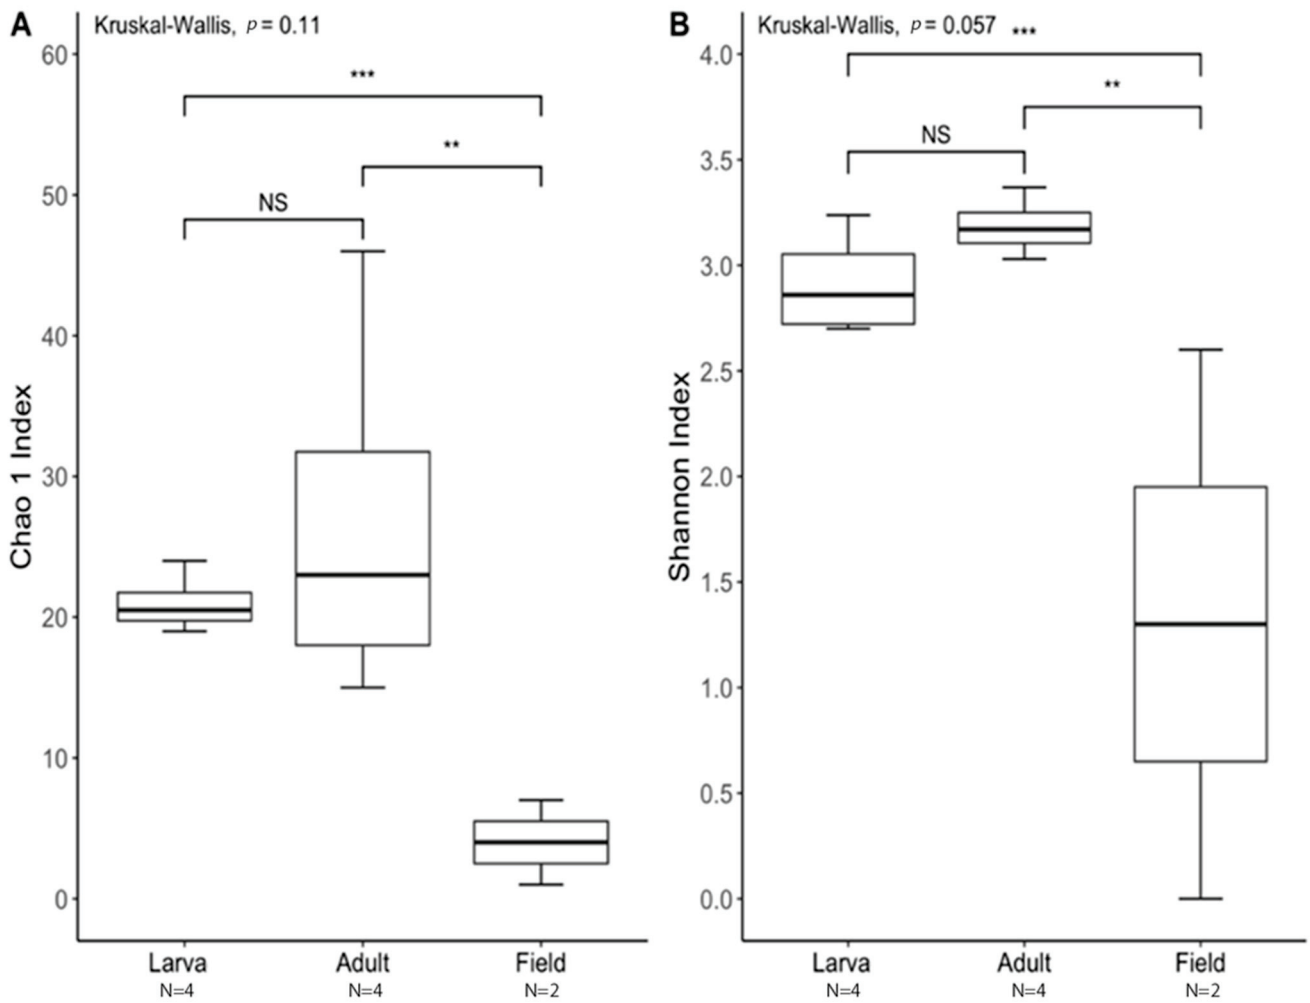 A
Kruskal-Wallis, p = 0.11
60
50
40
30
20
10
0
Chao 1 Index
***
**
NS
Larva
N=4
Adult
N=4
Field
N=2
B
Kruskal-Wallis, p = 0.057
4.0
3.5
3.0
2.5
2.0
1.5
1.0
0.5
0.0
Shannon Index
***
**
NS
Larva
N=4
Adult
N=4
Field
N=2